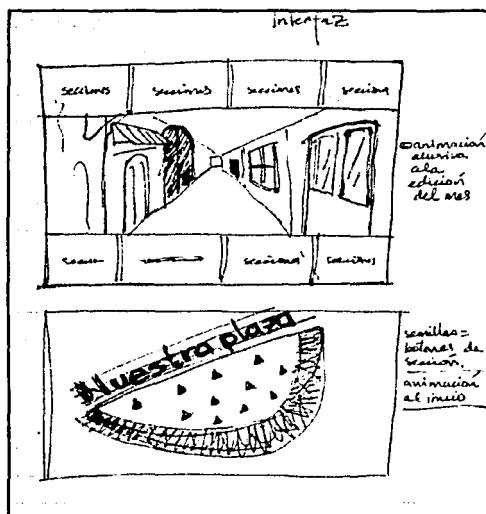 interfaz
secciones secciones secciones secciones
animación
alusiva
a la
edición
del mes
secciones secciones
Nuestra plaza
semillas =
botones de
sección,
animación
al inicio